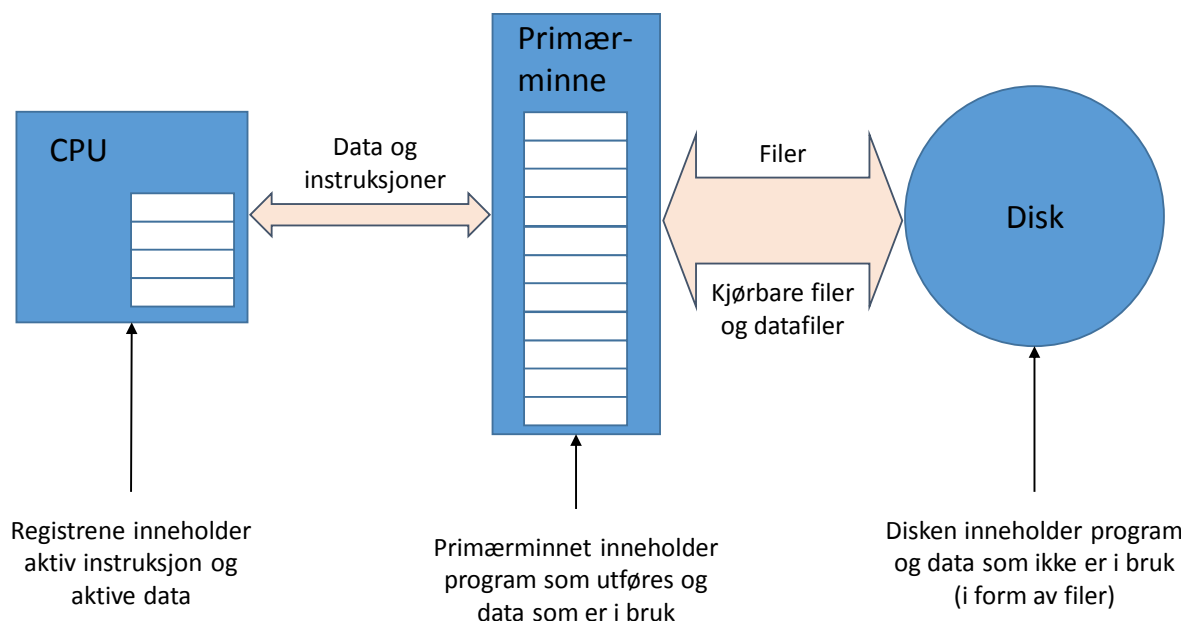 Primær-
minne
CPU
Data og
instruksjoner
Filer
Disk
Kjørbare filer
og datafiler
Registrene inneholder
aktiv instruksjon og
aktive data
Primærminnet inneholder
program som utføres og
data som er i bruk
Disken inneholder program
og data som ikke er i bruk
(i form av filer)